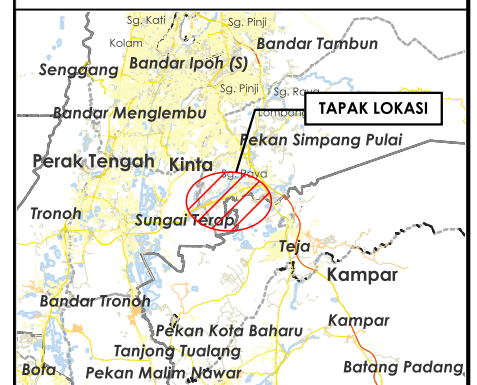 Sg. Kati
Sg. Pinji
Kolam
Bandar Tambun
Senggang
Bandar Ipoh (S)
Sg. Pinji
Sg. Raya
TAPAK LOKASI
Bandar Menglembu
Lombong
Pekan Simpang Pulai
Perak Tengah
Kinta
Sg. Raya
Tronoh
Sungai Terap
Teja
Kampar
Bandar Tronoh
Kampar
Pekan Kota Baharu
Tanjong Tualang
Bota
Pekan Malim Nawar
Batang Padang